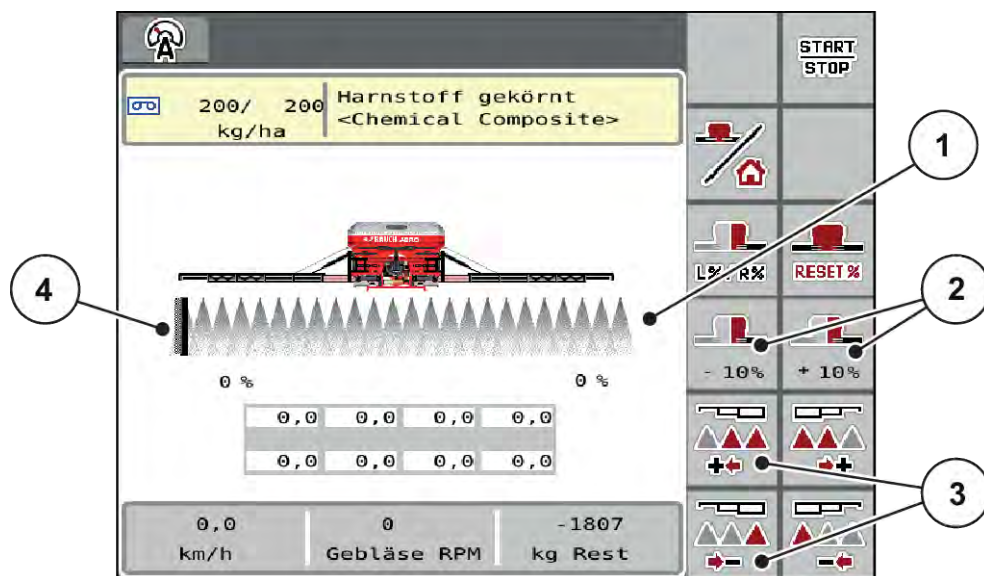 A
START
STOP
200/ 200
kg/ha
Harnstoff gekörnt
<Chemical Composite>
1
L% / R%
RESET %
4
2
- 10%
+ 10%
0 %
0 %
0,0 0,0 0,0 0,0
0,0 0,0 0,0 0,0
3
0,0
km/h
0
Gebläse RPM
-1807
kg Rest